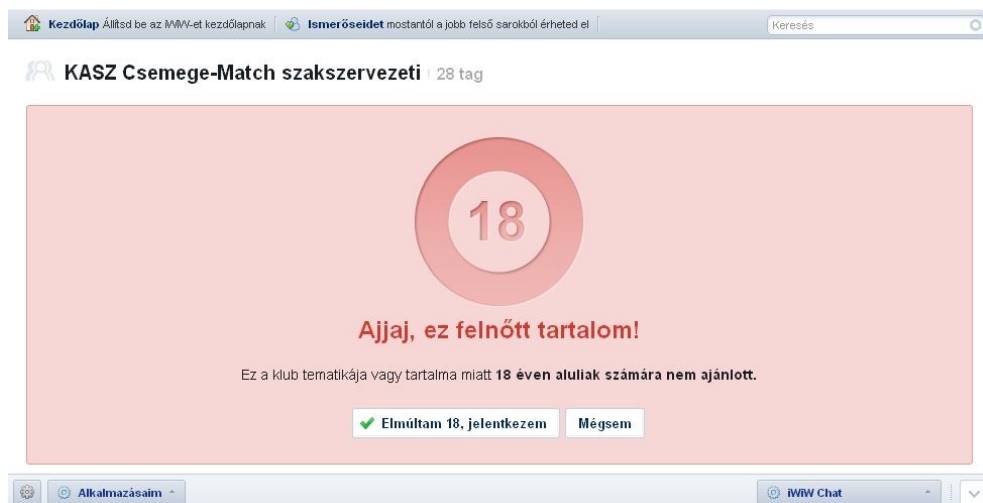 Kezdőlap Állítsd be az iWiW-et kezdőlapnak Ismerőseidet mostantól a jobb felső sarokból érheted el Keresés
KASZ Csemege-Match szakszervezeti 28 tag
18
Ajjaj, ez felnőtt tartalom!
Ez a klub tematikája vagy tartalma miatt 18 éven aluliak számára nem ajánlott.
Elmúltam 18, jelentkezem Mégsem
Alkalmazásaim iWiW Chat